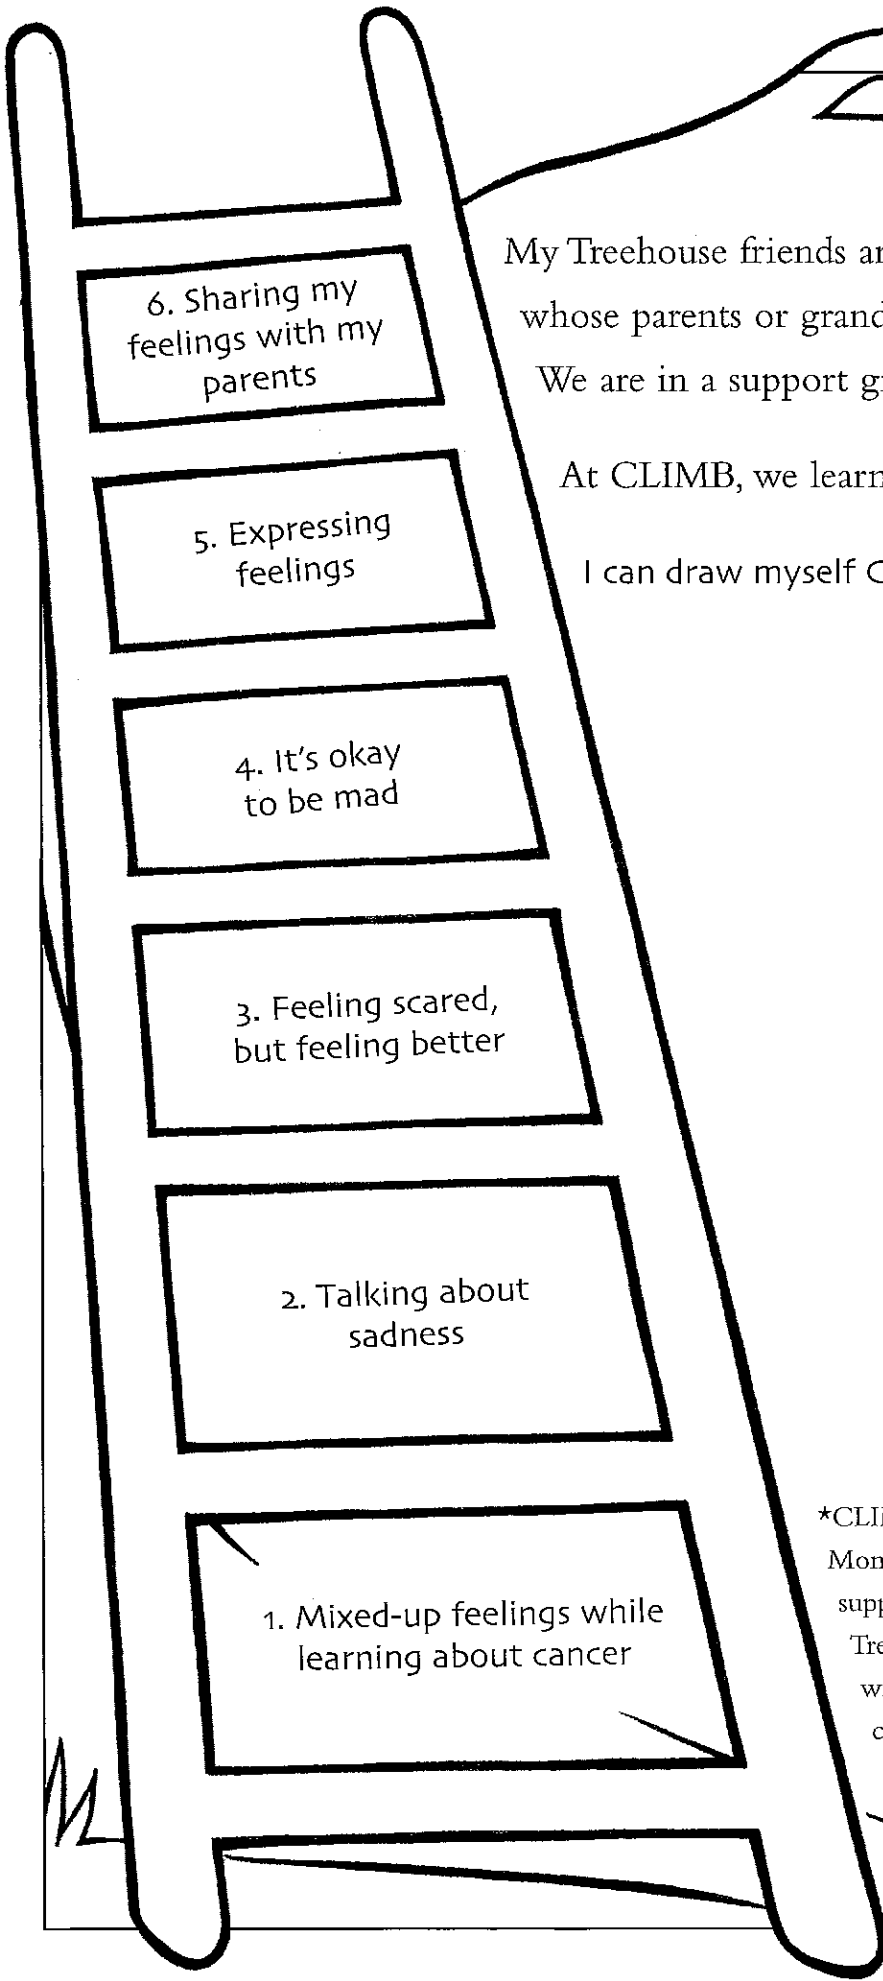 6. Sharing my
feelings with my
parents
5. Expressing
feelings
4. It's okay
to be mad
3. Feeling scared,
but feeling better
2. Talking about
sadness
1. Mixed-up feelings while
learning about cancer
My Treehouse friends
whose parents or
We are in a support
At CLIMB, we learn
I can draw myself